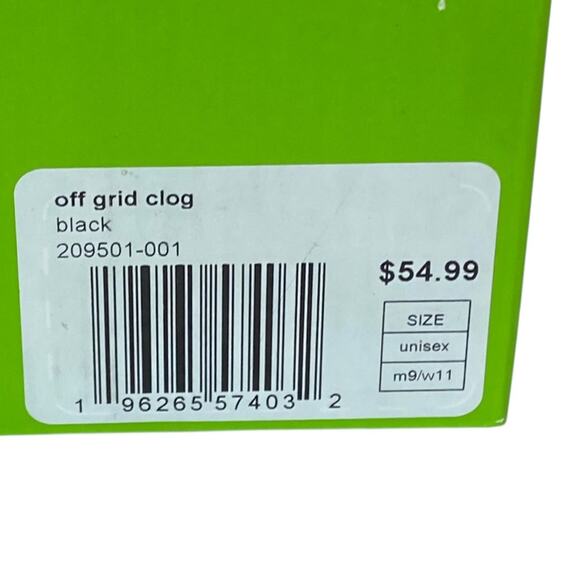 off grid clog
black
209501-001
$54.99
SIZE
unisex
m9/w11
1 96265 57403 2